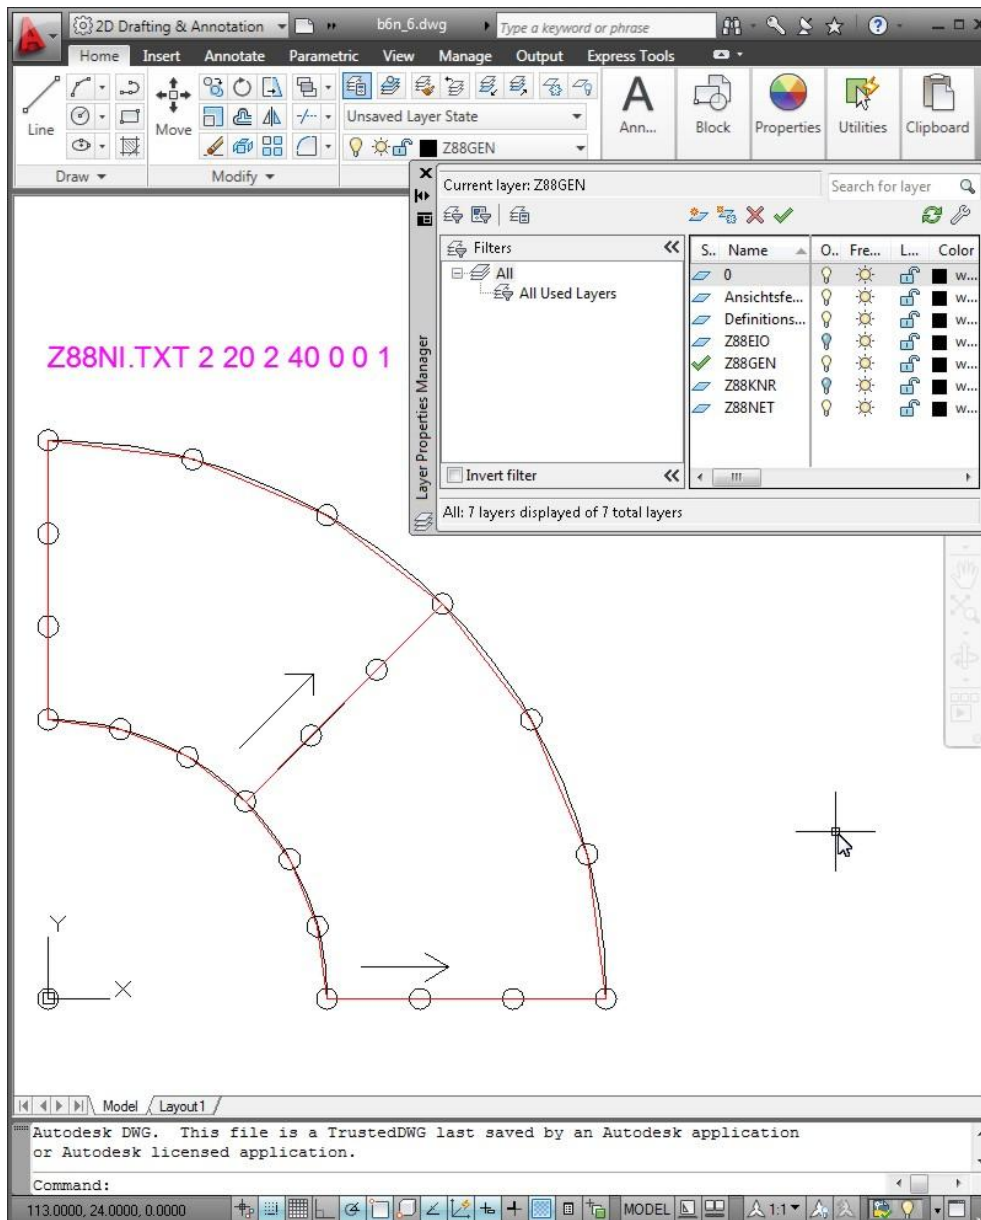 2D Drafting & Annotation b6n_6.dwg Type a keyword or phrase
Home Insert Annotate Parametric View Manage Output Express Tools
Line Move Unsaved Layer State Z88GEN Ann... Block Properties Utilities Clipboard
Draw Modify
Current layer: Z88GEN Search for layer
Filters
All
All Used Layers
Invert filter
S.. Name O.. Fre... L... Color
0 w...
Ansichtsfe... w...
Definitions... w...
Z88EIO w...
Z88GEN w...
Z88KNR w...
Z88NET w...
All: 7 layers displayed of 7 total layers
Layer Properties Manager
Z88NI.TXT 2 20 2 40 0 0 1
Y
X
Model Layout1
Autodesk DWG. This file is a TrustedDWG last saved by an Autodesk application
or Autodesk licensed application.
Command:
113.0000, 24.0000, 0.0000 MODEL 1:1